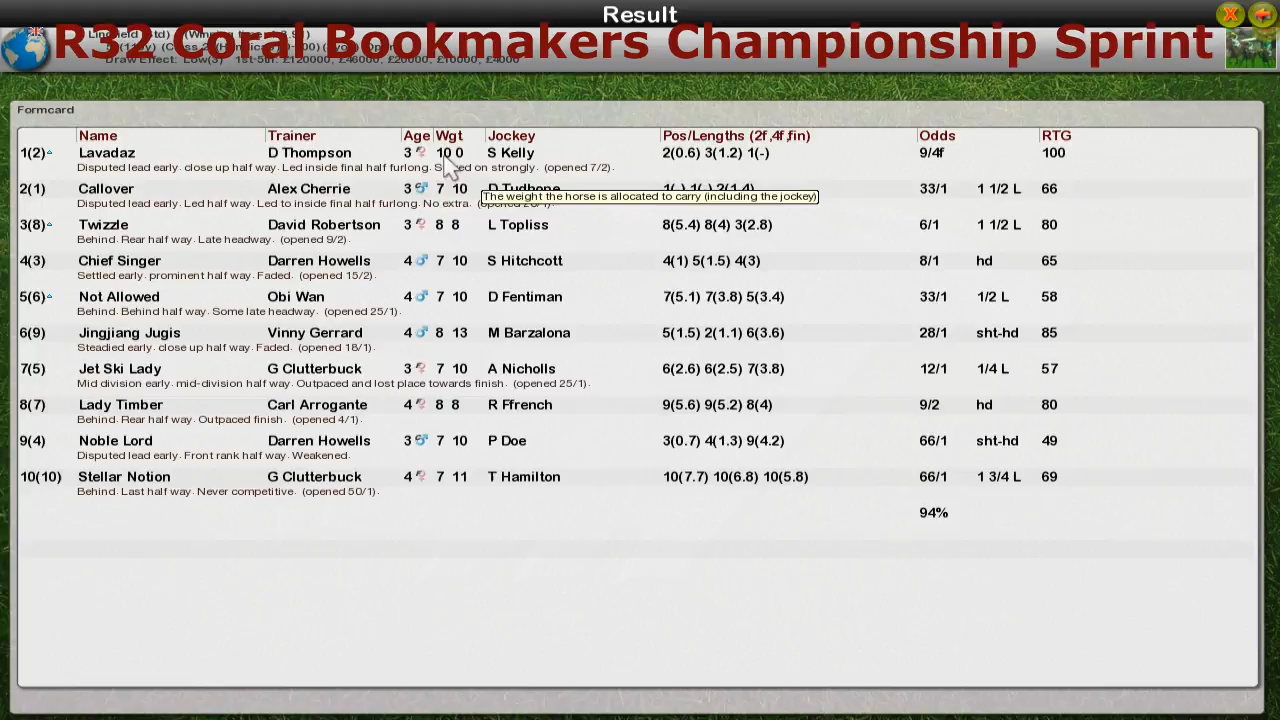 Result
R32 Coral Bookmakers Championship Sprint
Draw Effect: Low(3) 1st-5th: £120000, £46000, £20000, £10000, £4000
Formcard
Name Trainer Age Wgt Jockey Pos/Lengths (2f,4f,fin) Odds RTG
1(2) Lavadaz D Thompson 3 10 0 S Kelly 2(0.6) 3(1.2) 1(-) 9/4f 100
Disputed lead early. close up half way. Led inside final half furlong. on strongly. (opened 7/2).
2(1) Callover Alex Cherrie 3 7 10 33/1 1 1/2 L 66
Disputed lead early. Led half way. Led to inside final half furlong. No extra.
The weight the horse is allocated to carry (including the jockey)
3(8) Twizzle David Robertson 3 8 8 L Topliss 8(5.4) 8(4) 3(2.8) 6/1 1 1/2 L 80
Behind. Rear half way. Late headway. (opened 9/2).
4(3) Chief Singer Darren Howells 4 7 10 S Hitchcott 4(1) 5(1.5) 4(3) 8/1 hd 65
Settled early. prominent half way. Faded. (opened 15/2).
5(6) Not Allowed Obi Wan 4 7 10 D Fentiman 7(5.1) 7(3.8) 5(3.4) 33/1 1/2 L 58
Behind. Behind half way. Some late headway. (opened 25/1).
6(9) Jingjiang Jugis Vinny Gerrard 4 8 13 M Barzalona 5(1.5) 2(1.1) 6(3.6) 28/1 sht-hd 85
Steadied early. close up half way. Faded. (opened 18/1).
7(5) Jet Ski Lady G Clutterbuck 3 7 10 A Nicholls 6(2.6) 6(2.5) 7(3.8) 12/1 1/4 L 57
Mid division early. mid-division half way. Outpaced and lost place towards finish. (opened 25/1).
8(7) Lady Timber Carl Arrogante 4 8 8 R Ffrench 9(5.6) 9(5.2) 8(4) 9/2 hd 80
Behind. Rear half way. Outpaced finish. (opened 4/1).
9(4) Noble Lord Darren Howells 3 7 10 P Doe 3(0.7) 4(1.3) 9(4.2) 66/1 sht-hd 49
Disputed lead early. Front rank half way. Weakened.
10(10) Stellar Notion G Clutterbuck 4 7 11 T Hamilton 10(7.7) 10(6.8) 10(5.8) 66/1 1 3/4 L 69
Behind. Last half way. Never competitive. (opened 50/1).
94%